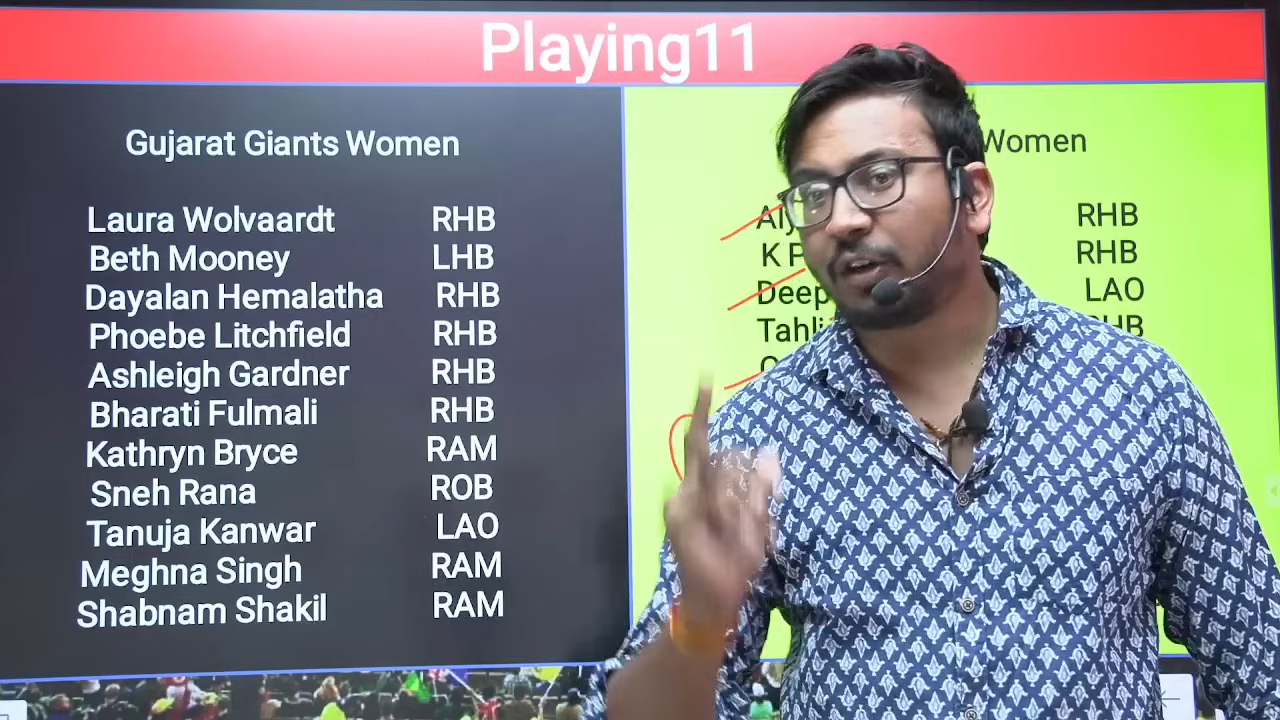 Playing11
Gujarat Giants Women
Laura Wolvaardt RHB
Beth Mooney LHB
Dayalan Hemalatha RHB
Phoebe Litchfield RHB
Ashleigh Gardner RHB
Bharati Fulmali RHB
Kathryn Bryce RAM
Sneh Rana ROB
Tanuja Kanwar LAO
Meghna Singh RAM
Shabnam Shakil RAM
Women
RHB
K P RHB
Deep LAO
Tahli